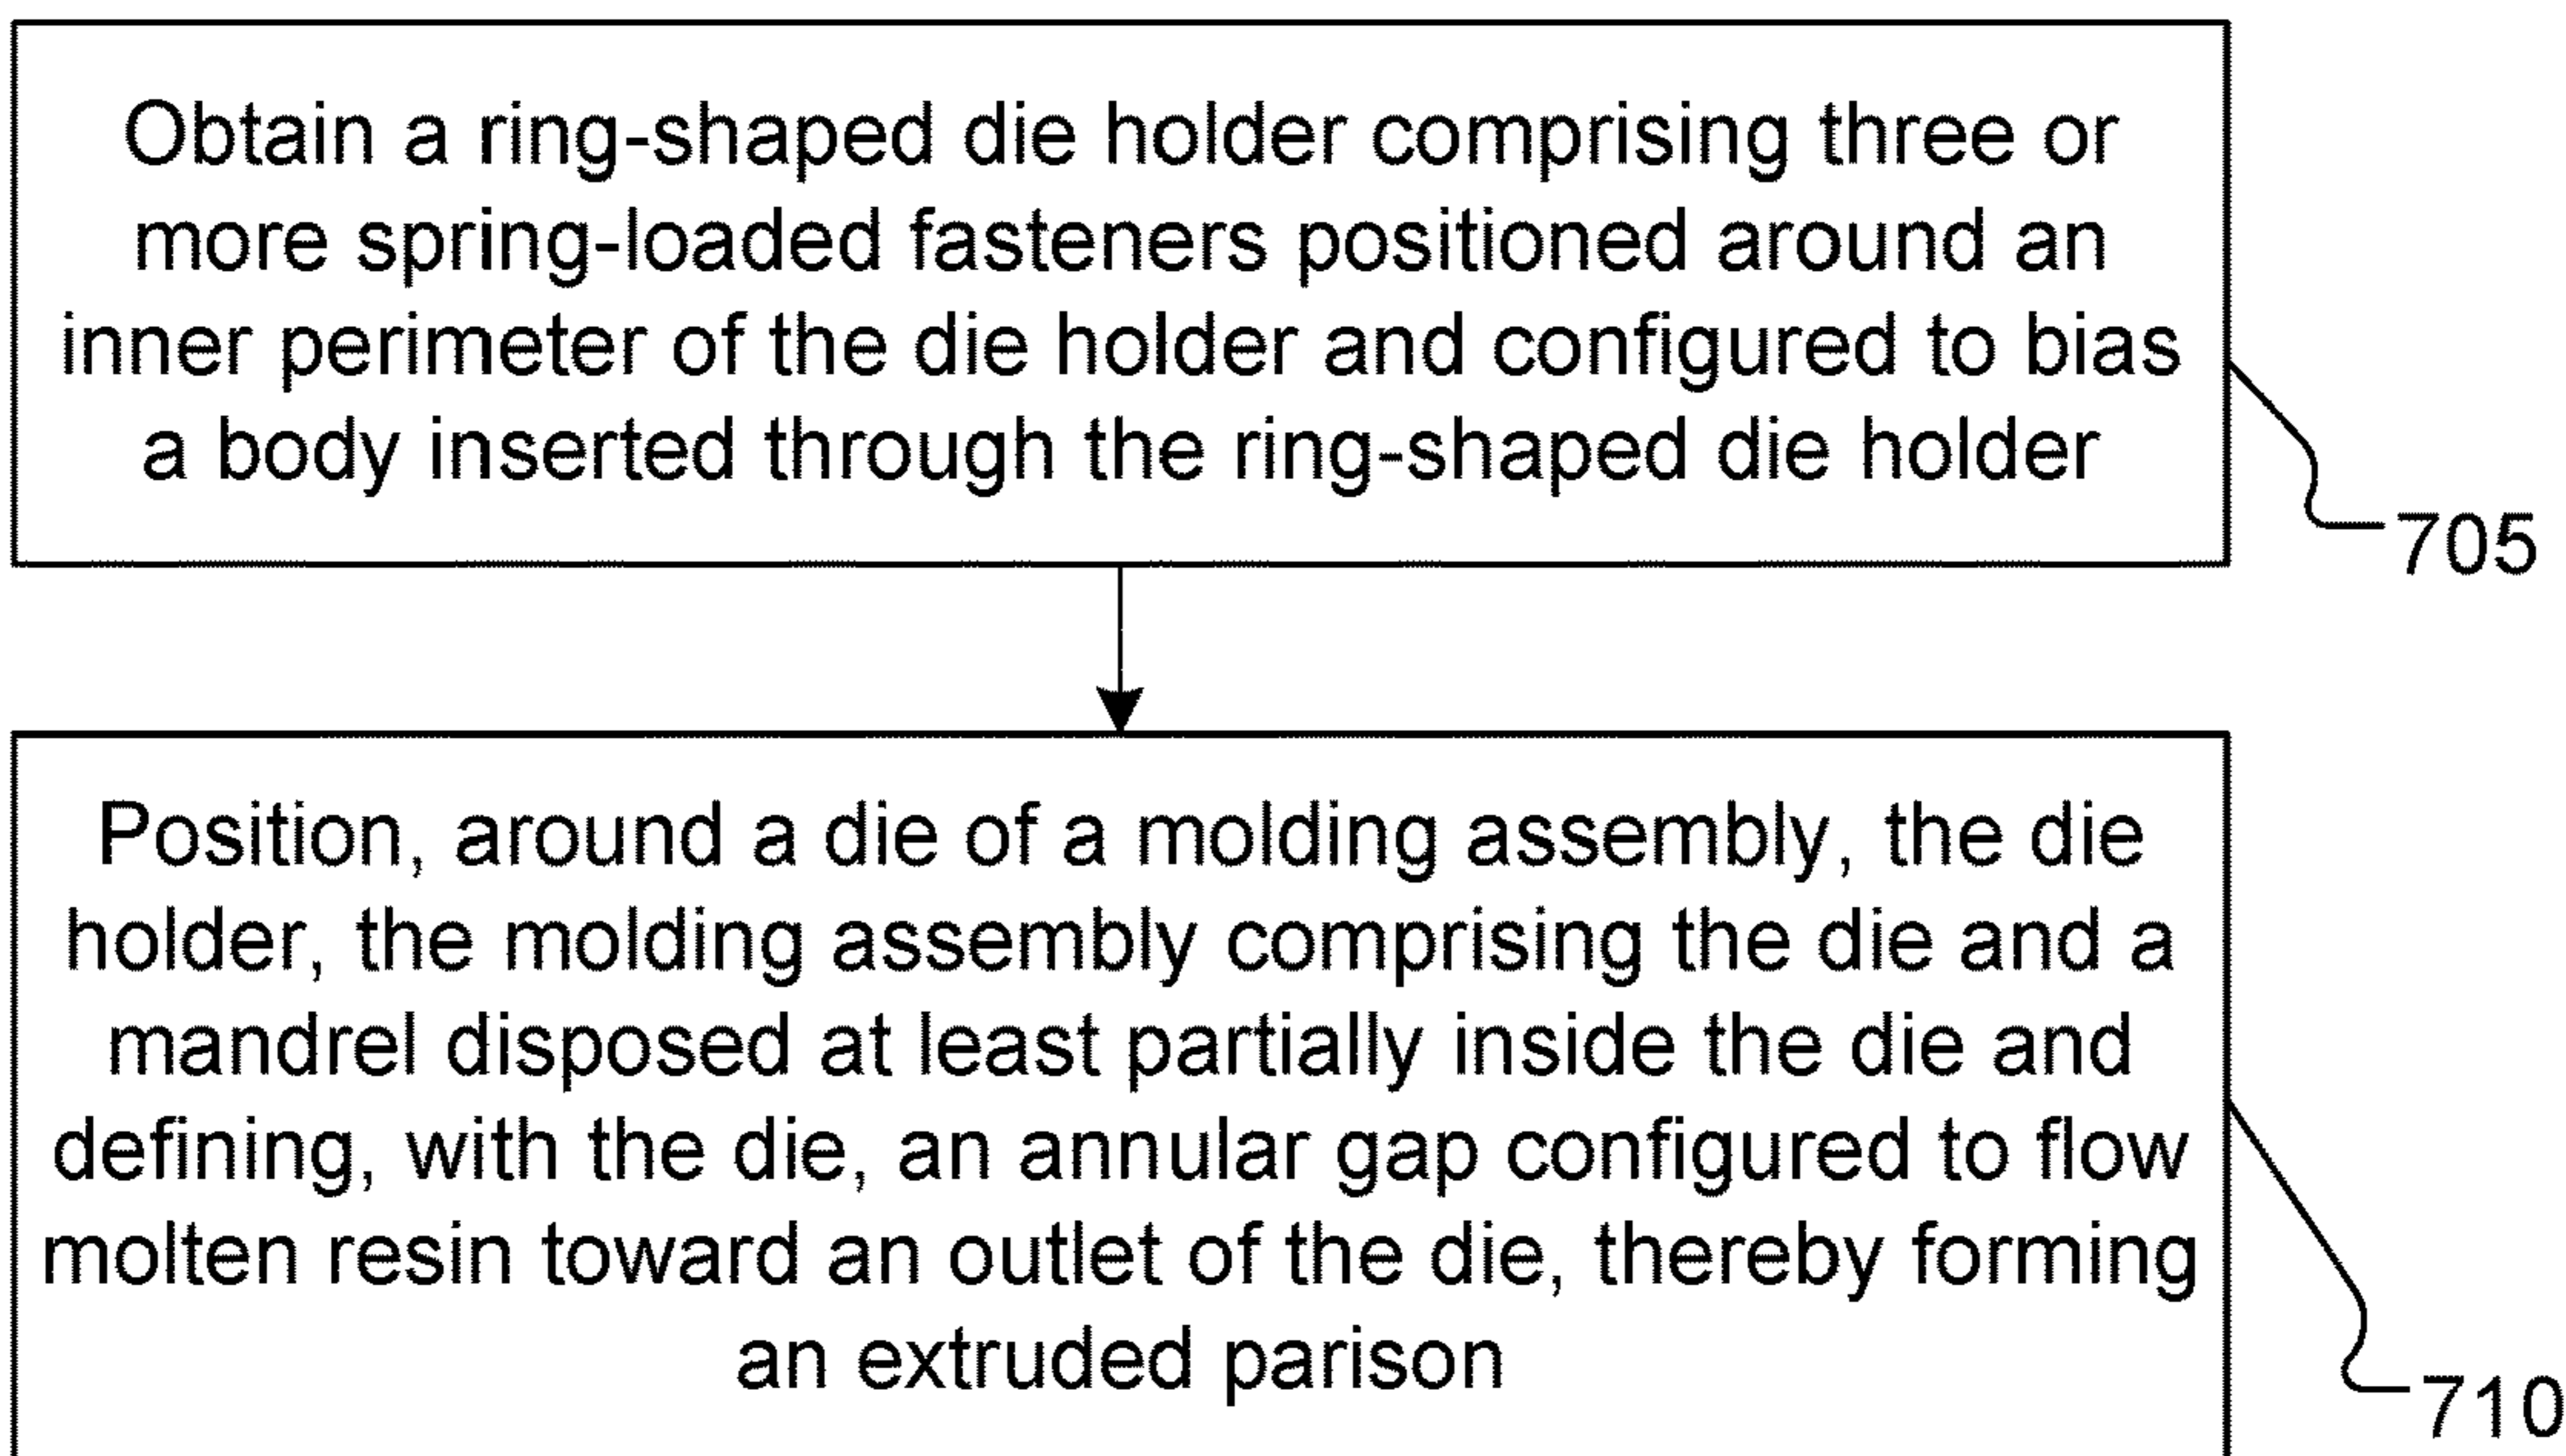 Obtain a ring-shaped die holder comprising three or
more spring-loaded fasteners positioned around an
inner perimeter of the die holder and configured to bias
a body inserted through the ring-shaped die holder
705
Position, around a die of a molding assembly, the die
holder, the molding assembly comprising the die and a
mandrel disposed at least partially inside the die and
defining, with the die, an annular gap configured to flow
molten resin toward an outlet of the die, thereby forming
an extruded parison
710